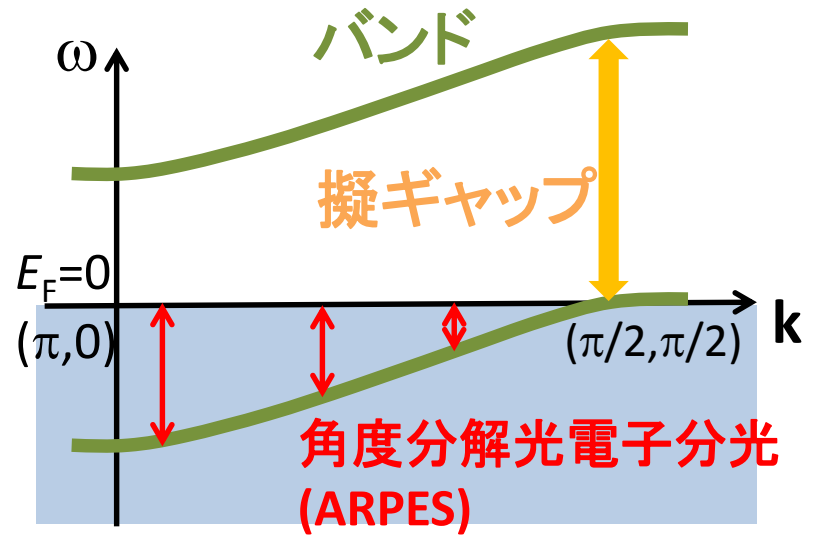 バンド
ω
擬ギャップ
E_F=0
k
(π,0)
(π/2,π/2)
角度分解光電子分光
(ARPES)